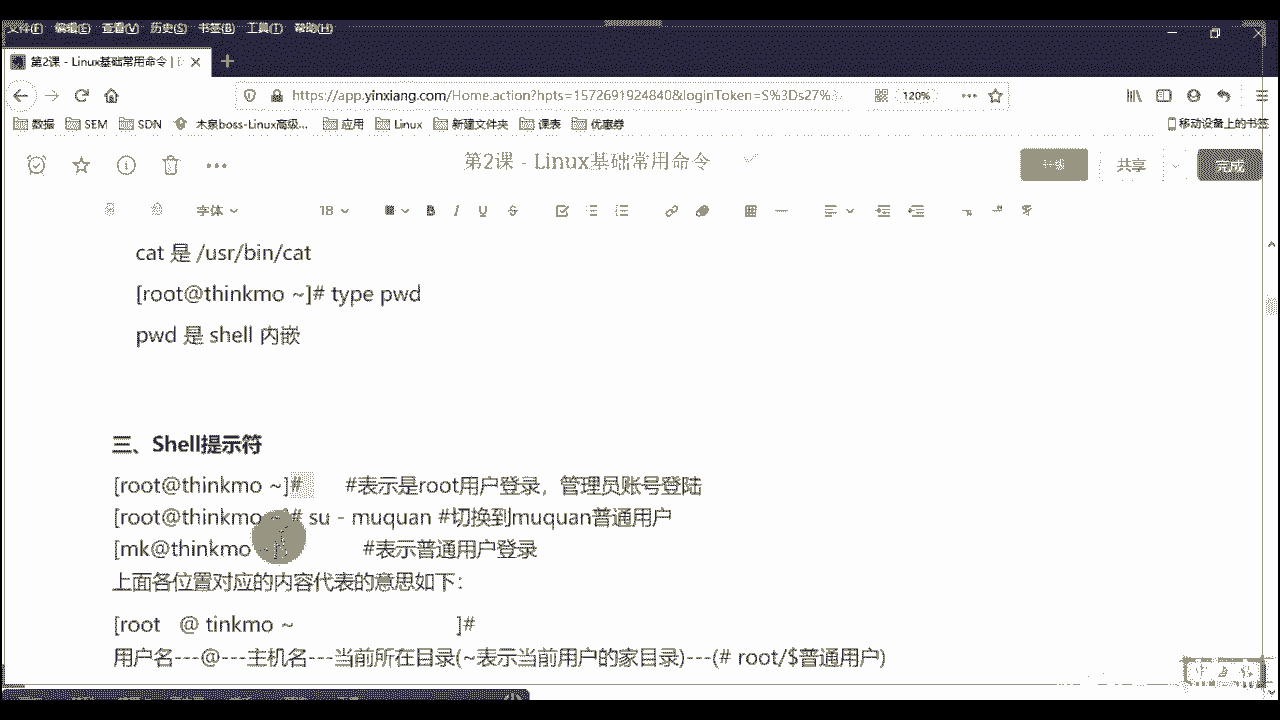 文件(F) 编辑(E) 查看(V) 历史(S) 书签(B) 工具(T) 帮助(H)
第2课 - Linux基础常用命令 |
https://app.yinxiang.com/Home.action?hpts=1572691924840&loginToken=S%3Ds27%
120%
数据 SEM SDN 木泉boss-Linux高级... 应用 Linux 新建文件夹 课表 优惠券 移动设备上的书签
第2课 - Linux基础常用命令
升级 共享 完成
字体 18 B I U S
cat 是 /usr/bin/cat
[root@thinkmo ~]# type pwd
pwd 是 shell 内嵌
三、Shell提示符
[root@thinkmo ~]# #表示是root用户登录，管理员账号登陆
[root@thinkmo ~]# su - muquan #切换到muquan普通用户
[mk@thinkmo #表示普通用户登录
上面各位置对应的内容代表的意思如下：
[root @ tinkmo ~ ]#
用户名---@---主机名---当前所在目录(~表示当前用户的家目录)---(# root/$普通用户)